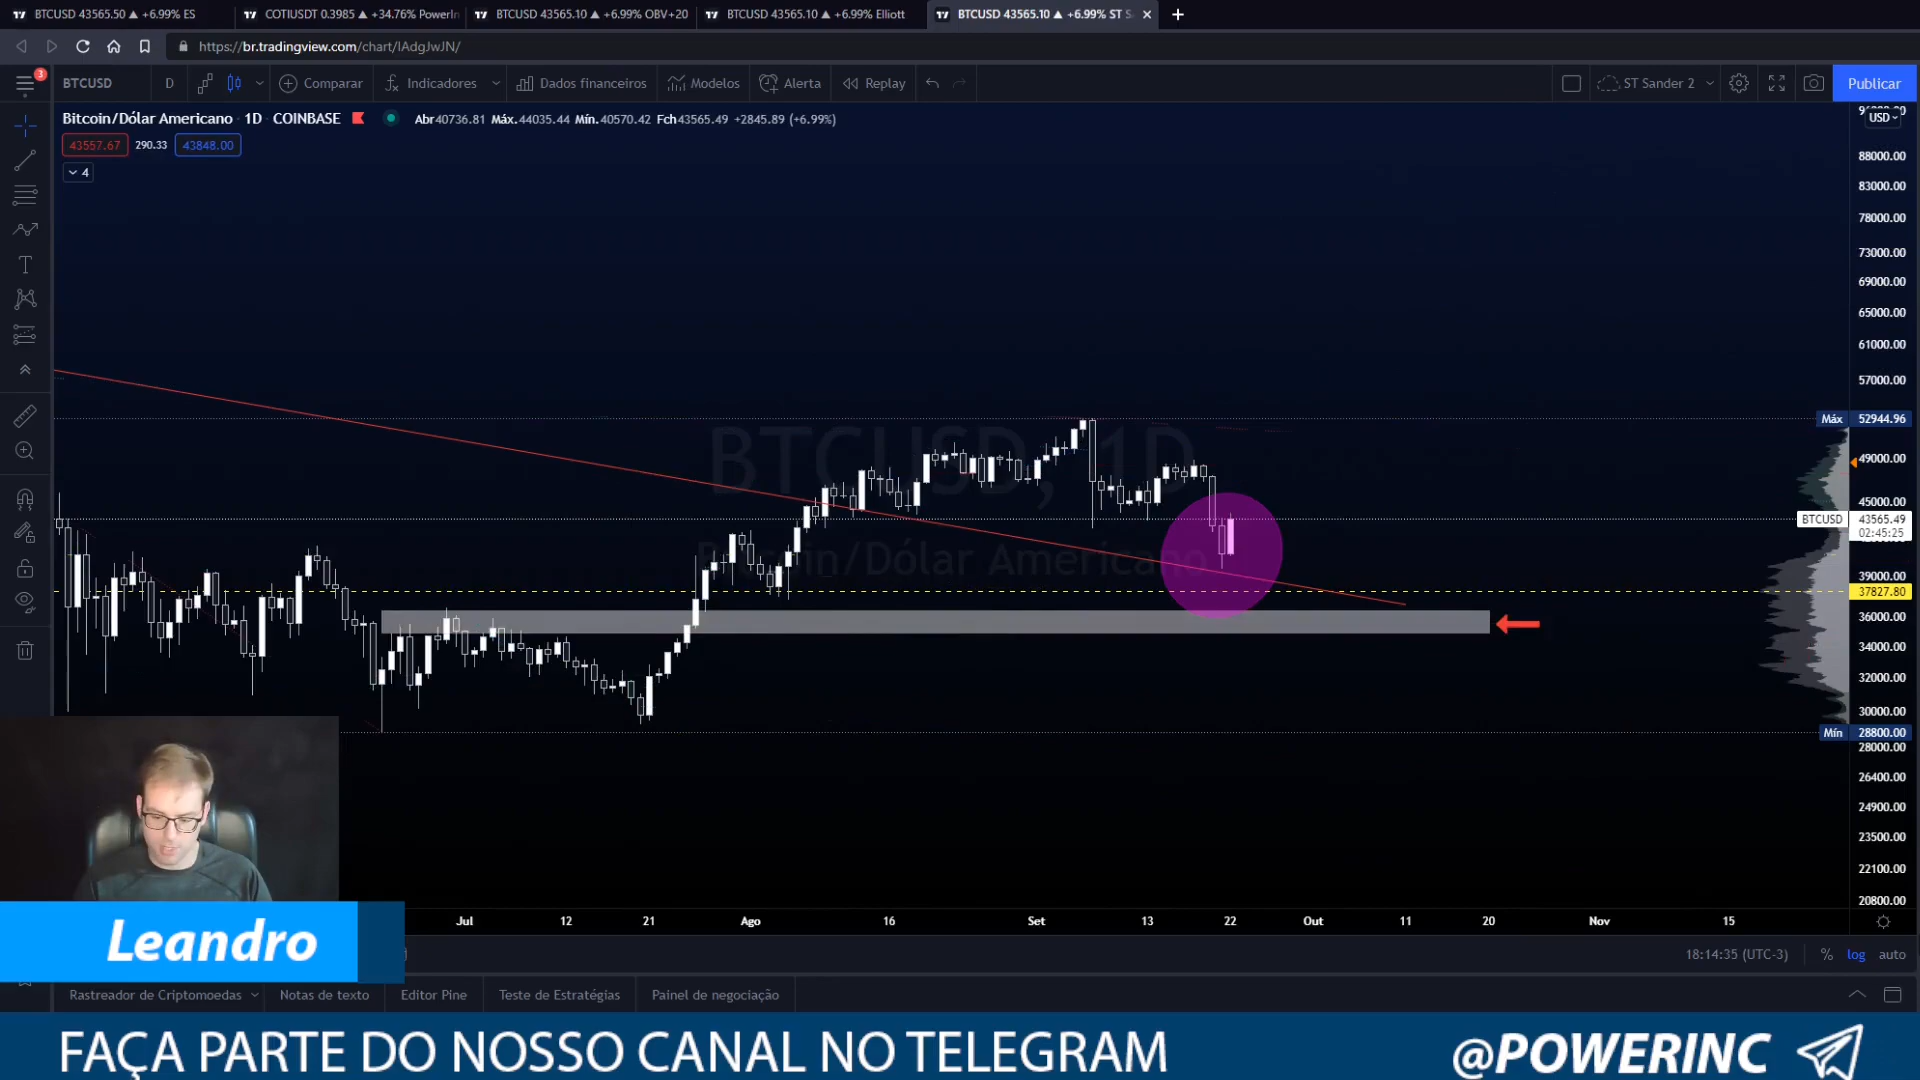 BTCUSD 43565.50 ▲ +6.99% ES
COTIUSDT 0.3985 ▲ +34.76% PowerIn
BTCUSD 43565.10 ▲ +6.99% OBV+20
BTCUSD 43565.10 ▲ +6.99% Elliott
BTCUSD 43565.10 ▲ +6.99% ST S
https://br.tradingview.com/chart/IAdgJwJN/
3
BTCUSD
D
Comparar
Indicadores
Dados financeiros
Modelos
Alerta
Replay
ST Sander 2
Publicar
Bitcoin/Dólar Americano · 1D · COINBASE
Abr40736.81 Máx.44035.44 Mín.40570.42 Fch43565.49 +2845.89 (+6.99%)
USD
43557.67 290.33 43848.00
4
88000.00
83000.00
78000.00
73000.00
69000.00
65000.00
61000.00
57000.00
Máx 52944.96
49000.00
45000.00
BTCUSD 43565.49
02:45:25
39000.00
37827.80
36000.00
34000.00
32000.00
30000.00
Mín 28800.00
28000.00
26400.00
24900.00
23500.00
22100.00
20800.00
BTCUSD, 1D
Bitcoin/Dólar Americano
Jul 12 21 Ago 16 Set 13 22 Out 11 20 Nov 15
Leandro
18:14:35 (UTC-3) % log auto
Rastreador de Criptomoedas
Notas de texto
Editor Pine
Teste de Estratégias
Painel de negociação
FAÇA PARTE DO NOSSO CANAL NO TELEGRAM
@POWERINC